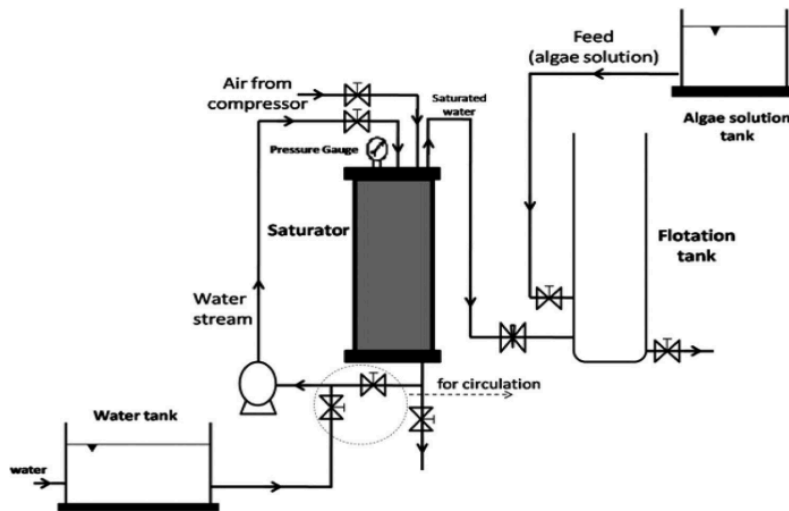 Feed
(algae solution)
Air from
compressor
Saturated
water
Algae solution
tank
Pressure Gauge
Saturator
Flotation
tank
Water
stream
for circulation
Water tank
water